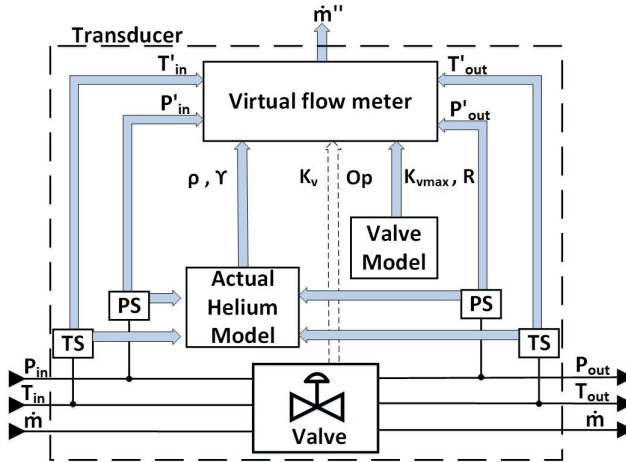 ṁ''
Transducer
T'in
T'out
Virtual flow meter
P'in
P'out
ρ , ϒ
Kv
Op
Kvmax , R
Valve
Model
Actual
Helium
Model
PS
PS
TS
TS
Pin
Pout
Tin
Tout
ṁ
ṁ
Valve